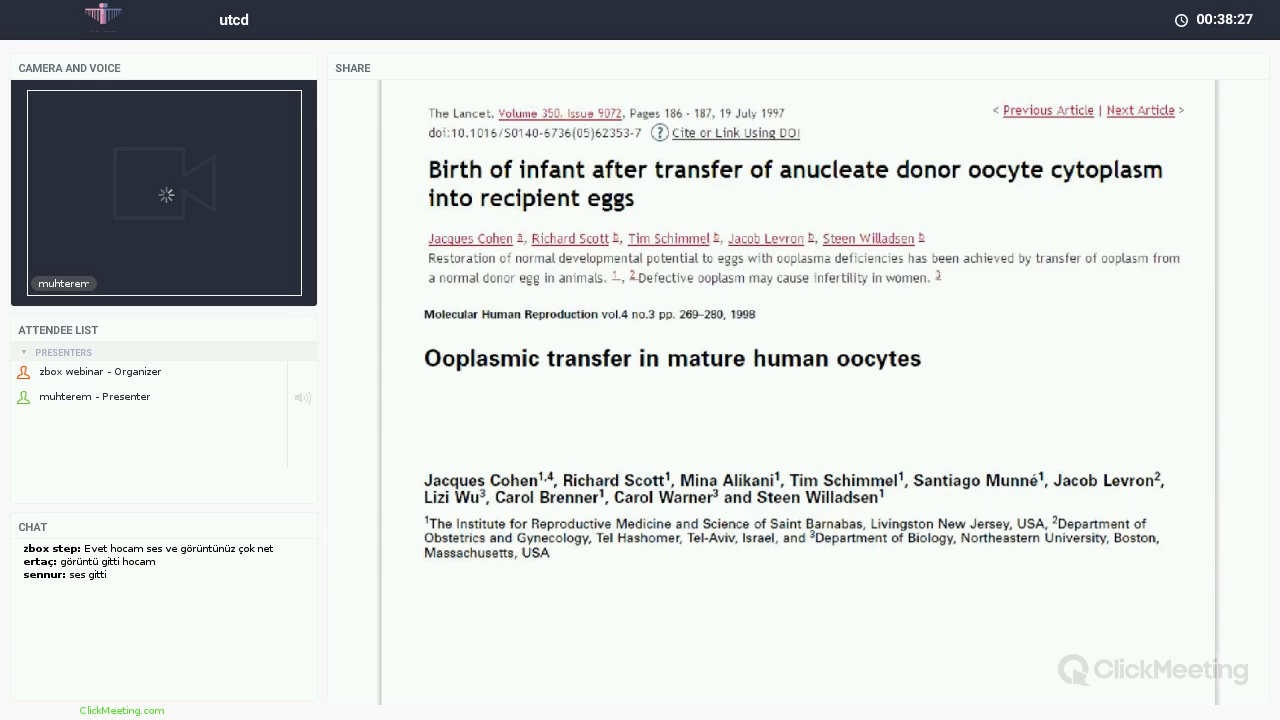 utcd
00:38:27
CAMERA AND VOICE
muhterem
ATTENDEE LIST
PRESENTERS
zbox webinar - Organizer
muhterem - Presenter
CHAT
zbox step: Evet hocam ses ve görüntünüz çok net
ertaç: görüntü gitti hocam
sennur: ses gitti
ClickMeeting.com
SHARE
The Lancet, Volume 350, Issue 9072, Pages 186 - 187, 19 July 1997
< Previous Article | Next Article >
doi:10.1016/S0140-6736(05)62353-7 ? Cite or Link Using DOI
Birth of infant after transfer of anucleate donor oocyte cytoplasm
into recipient eggs
Jacques Cohen a, Richard Scott b, Tim Schimmel b, Jacob Levron b, Steen Willadsen b
Restoration of normal developmental potential to eggs with ooplasma deficiencies has been achieved by transfer of ooplasm from
a normal donor egg in animals. 1, 2 Defective ooplasm may cause infertility in women. 3
Molecular Human Reproduction vol.4 no.3 pp. 269–280, 1998
Ooplasmic transfer in mature human oocytes
Jacques Cohen1,4, Richard Scott1, Mina Alikani1, Tim Schimmel1, Santiago Munné1, Jacob Levron2,
Lizi Wu3, Carol Brenner1, Carol Warner3 and Steen Willadsen1
1The Institute for Reproductive Medicine and Science of Saint Barnabas, Livingston New Jersey, USA, 2Department of
Obstetrics and Gynecology, Tel Hashomer, Tel-Aviv, Israel, and 3Department of Biology, Northeastern University, Boston,
Massachusetts, USA
ClickMeeting